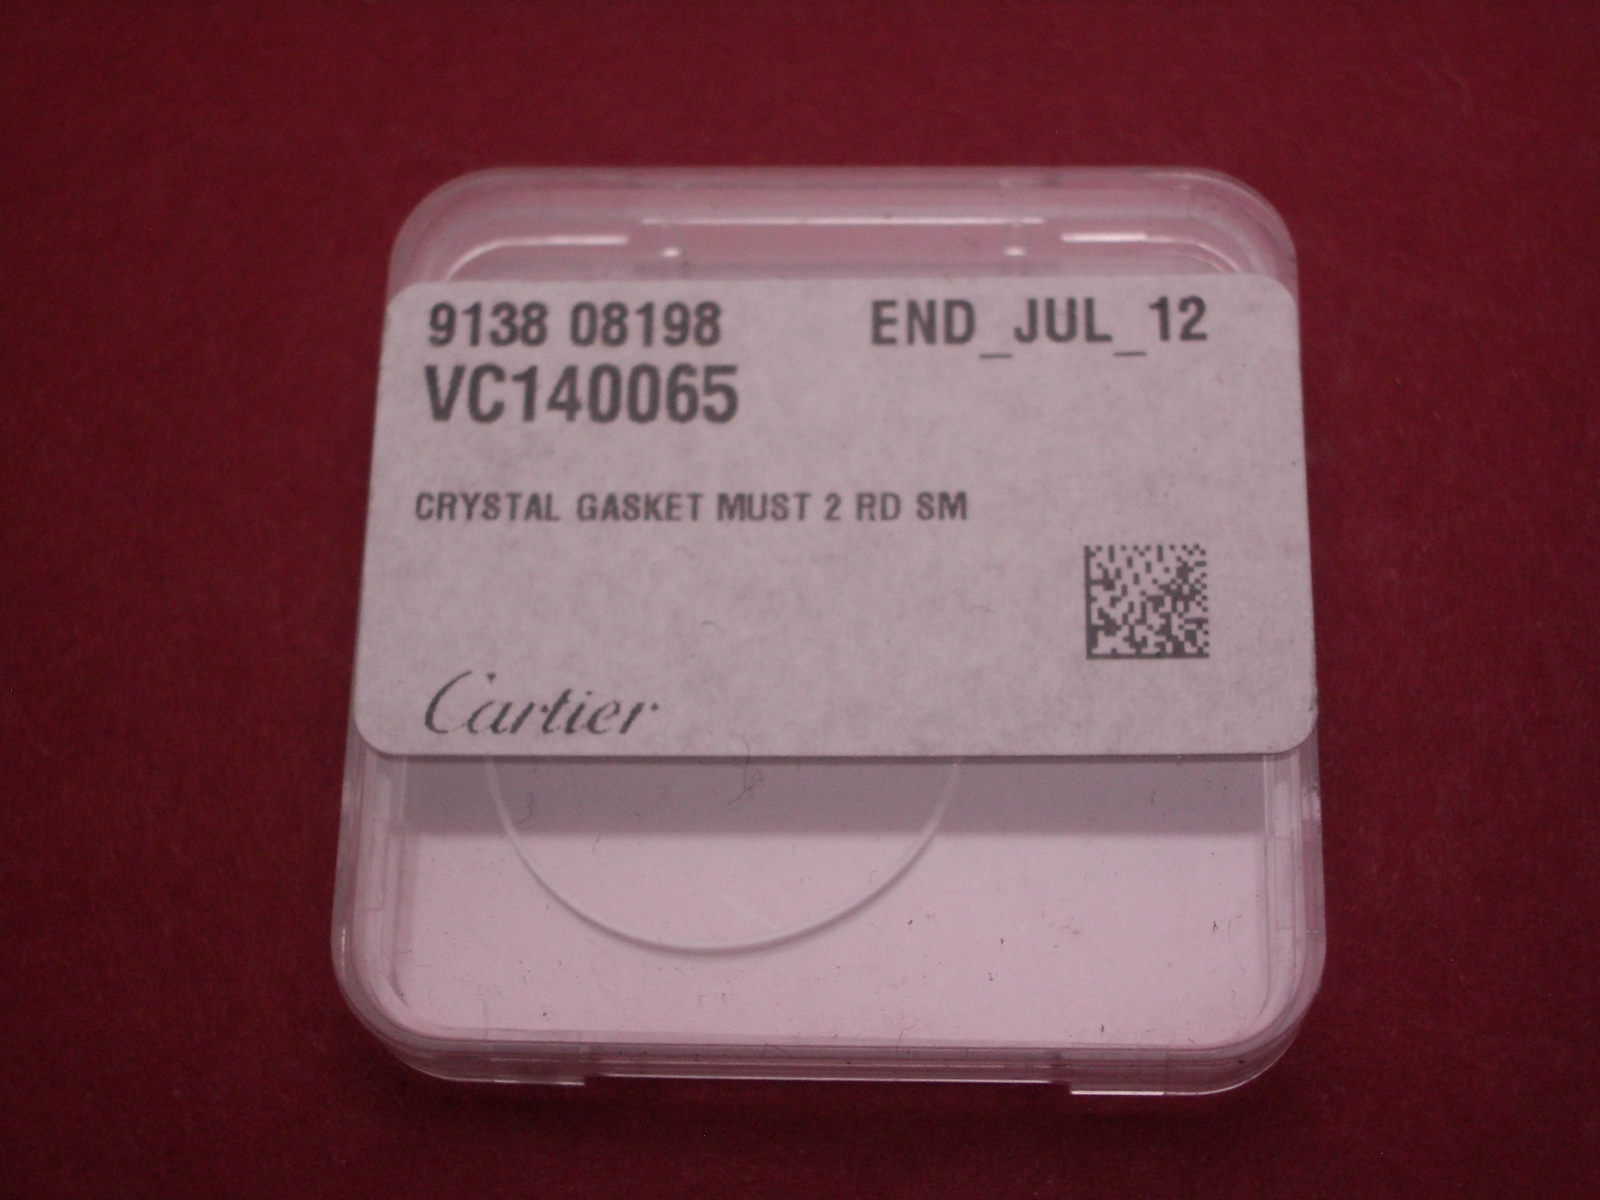 9138 08198 END_JUL_12
VC140065
CRYSTAL GASKET MUST 2 RD SM
Cartier